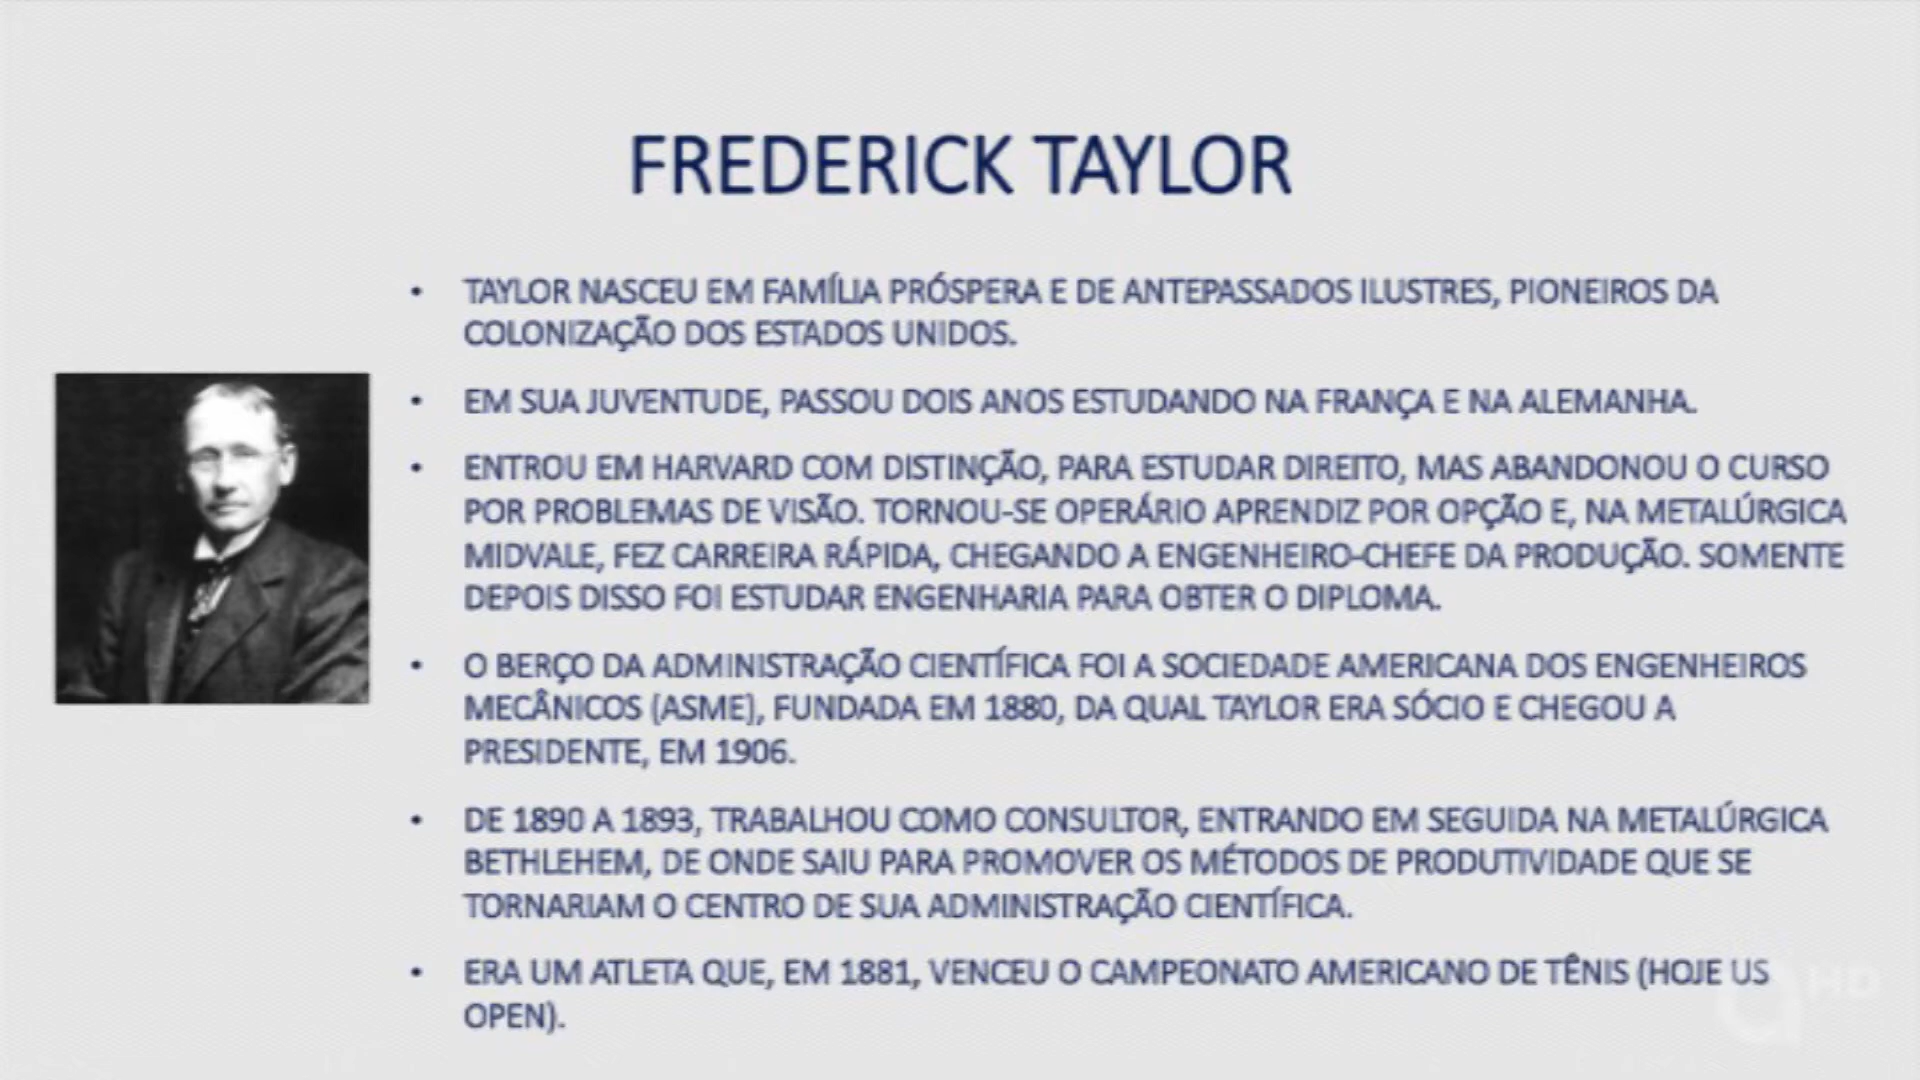 FREDERICK TAYLOR
• TAYLOR NASCEU EM FAMÍLIA PRÓSPERA E DE ANTEPASSADOS ILUSTRES, PIONEIROS DA
COLONIZAÇÃO DOS ESTADOS UNIDOS.
• EM SUA JUVENTUDE, PASSOU DOIS ANOS ESTUDANDO NA FRANÇA E NA ALEMANHA.
• ENTROU EM HARVARD COM DISTINÇÃO, PARA ESTUDAR DIREITO, MAS ABANDONOU O CURSO
POR PROBLEMAS DE VISÃO. TORNOU-SE OPERÁRIO APRENDIZ POR OPÇÃO E, NA METALÚRGICA
MIDVALE, FEZ CARREIRA RÁPIDA, CHEGANDO A ENGENHEIRO-CHEFE DA PRODUÇÃO. SOMENTE
DEPOIS DISSO FOI ESTUDAR ENGENHARIA PARA OBTER O DIPLOMA.
• O BERÇO DA ADMINISTRAÇÃO CIENTÍFICA FOI A SOCIEDADE AMERICANA DOS ENGENHEIROS
MECÂNICOS (ASME), FUNDADA EM 1880, DA QUAL TAYLOR ERA SÓCIO E CHEGOU A
PRESIDENTE, EM 1906.
• DE 1890 A 1893, TRABALHOU COMO CONSULTOR, ENTRANDO EM SEGUIDA NA METALÚRGICA
BETHLEHEM, DE ONDE SAIU PARA PROMOVER OS MÉTODOS DE PRODUTIVIDADE QUE SE
TORNARIAM O CENTRO DE SUA ADMINISTRAÇÃO CIENTÍFICA.
• ERA UM ATLETA QUE, EM 1881, VENCEU O CAMPEONATO AMERICANO DE TÊNIS (HOJE US
OPEN).
HD